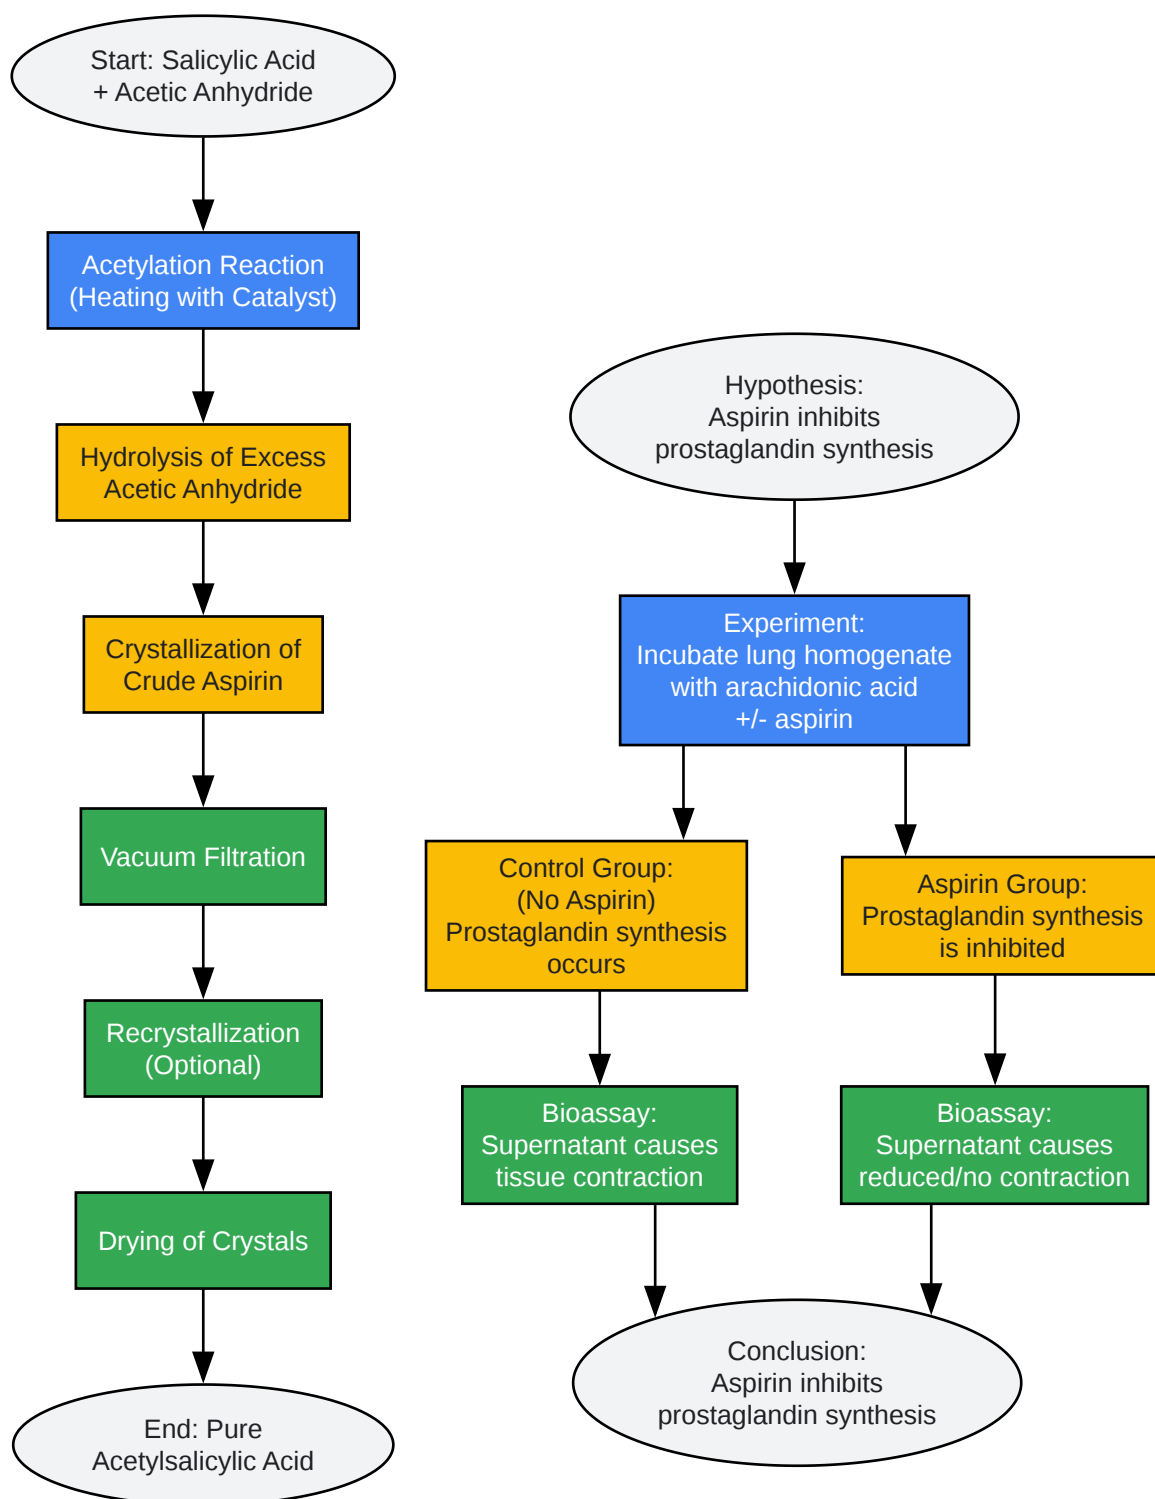 Start: Salicylic Acid
+ Acetic Anhydride
Acetylation Reaction
(Heating with Catalyst)
Hydrolysis of Excess
Acetic Anhydride
Crystallization of
Crude Aspirin
Vacuum Filtration
Recrystallization
(Optional)
Drying of Crystals
End: Pure
Acetylsalicylic Acid
Hypothesis:
Aspirin inhibits
prostaglandin synthesis
Experiment:
Incubate lung homogenate
with arachidonic acid
+/- aspirin
Control Group:
(No Aspirin)
Prostaglandin synthesis
occurs
Aspirin Group:
Prostaglandin synthesis
is inhibited
Bioassay:
Supernatant causes
tissue contraction
Bioassay:
Supernatant causes
reduced/no contraction
Conclusion:
Aspirin inhibits
prostaglandin synthesis